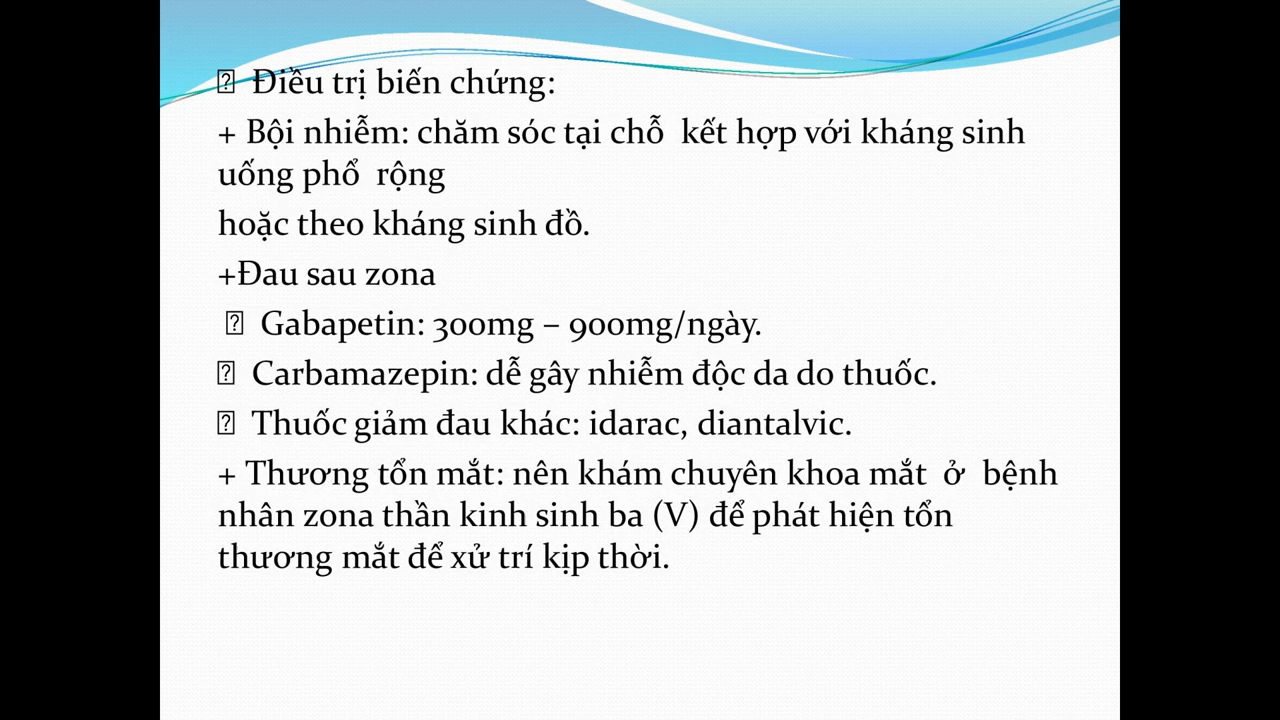 Điều trị biến chứng:
+ Bội nhiễm: chăm sóc tại chỗ kết hợp với kháng sinh
uống phổ rộng
hoặc theo kháng sinh đồ.
+Đau sau zona
Gabapetin: 300mg – 900mg/ngày.
Carbamazepin: dễ gây nhiễm độc da do thuốc.
Thuốc giảm đau khác: idarac, diantalvic.
+ Thương tổn mắt: nên khám chuyên khoa mắt ở bệnh
nhân zona thần kinh sinh ba (V) để phát hiện tổn
thương mắt để xử trí kịp thời.